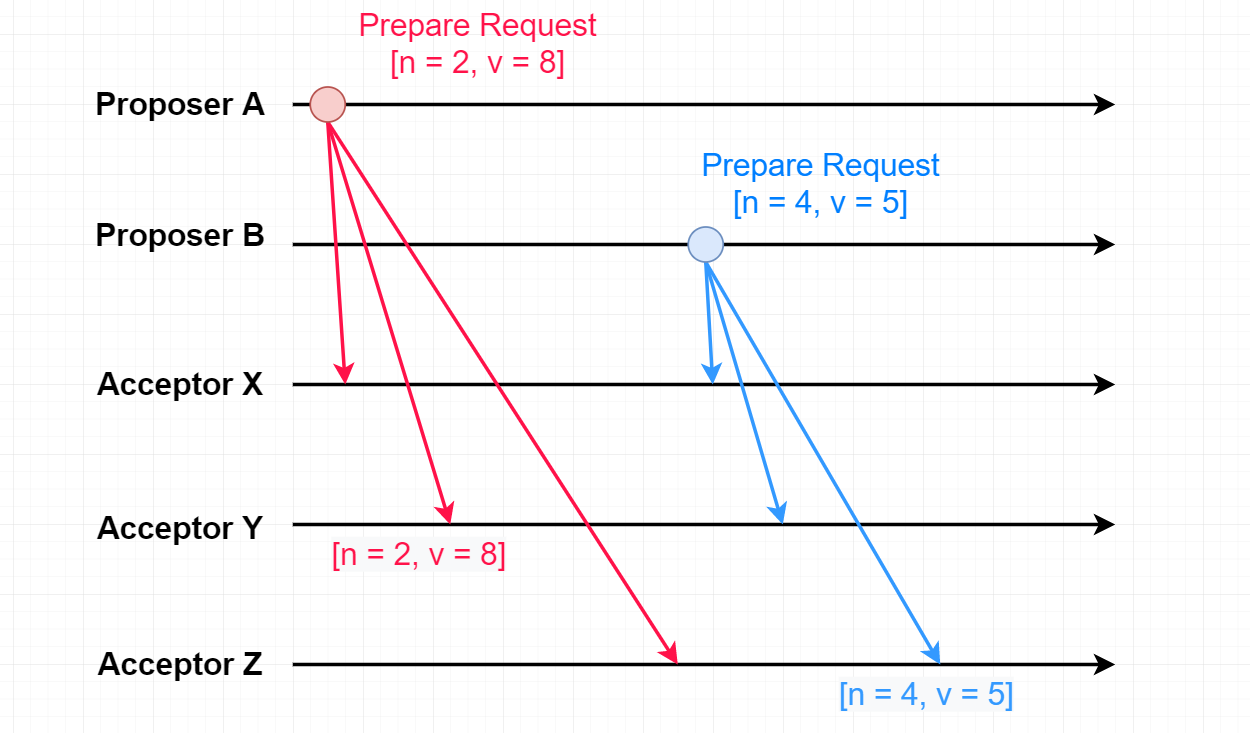 Prepare Request
[n = 2, v = 8]
Proposer A
Prepare Request
[n = 4, v = 5]
Proposer B
Acceptor X
Acceptor Y
[n = 2, v = 8]
Acceptor Z
[n = 4, v = 5]